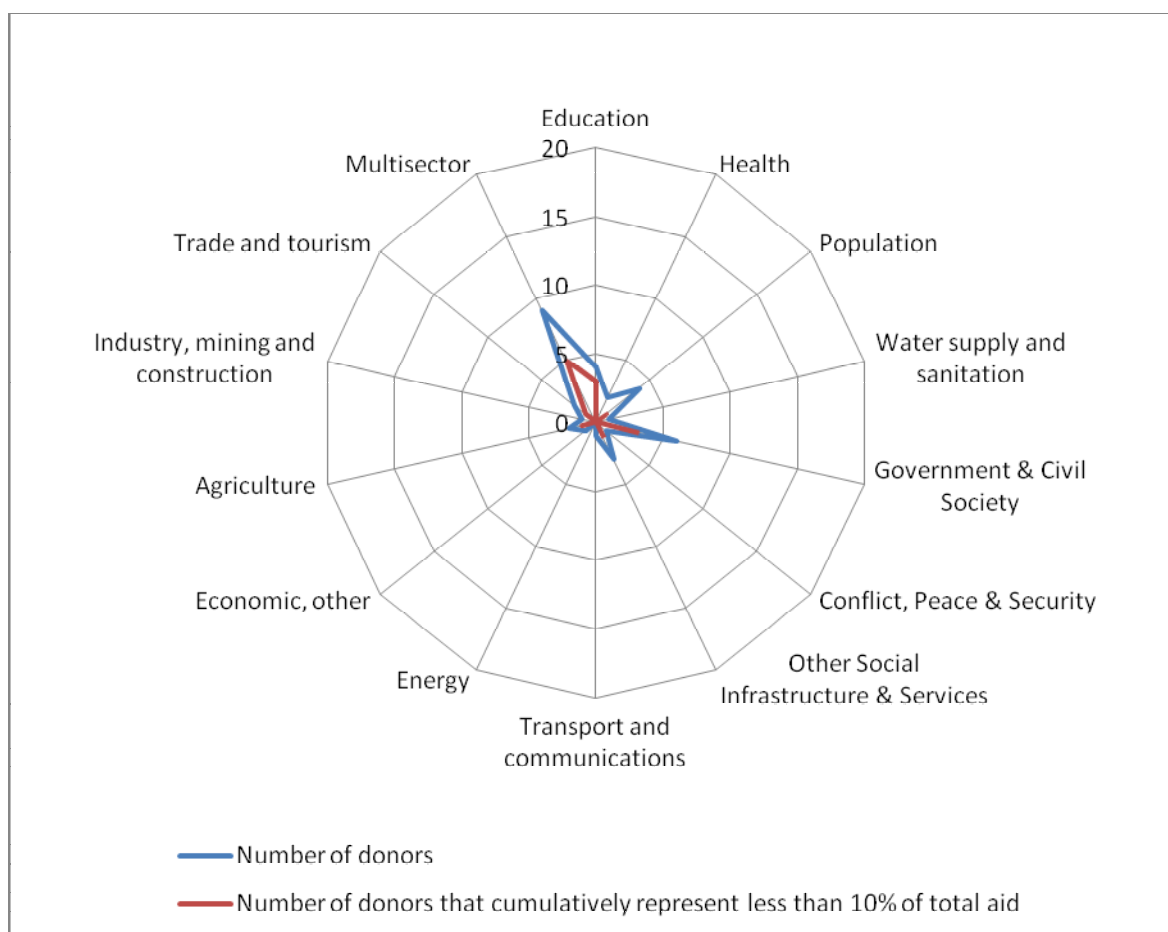 Education
Multisector
20
Health
15
Trade and tourism
Population
10
Industry, mining and
construction
5
Water supply and
sanitation
0
Agriculture
Government & Civil
Society
Economic, other
Conflict, Peace & Security
Energy
Other Social
Infrastructure & Services
Transport and
communications
Number of donors
Number of donors that cumulatively represent less than 10% of total aid